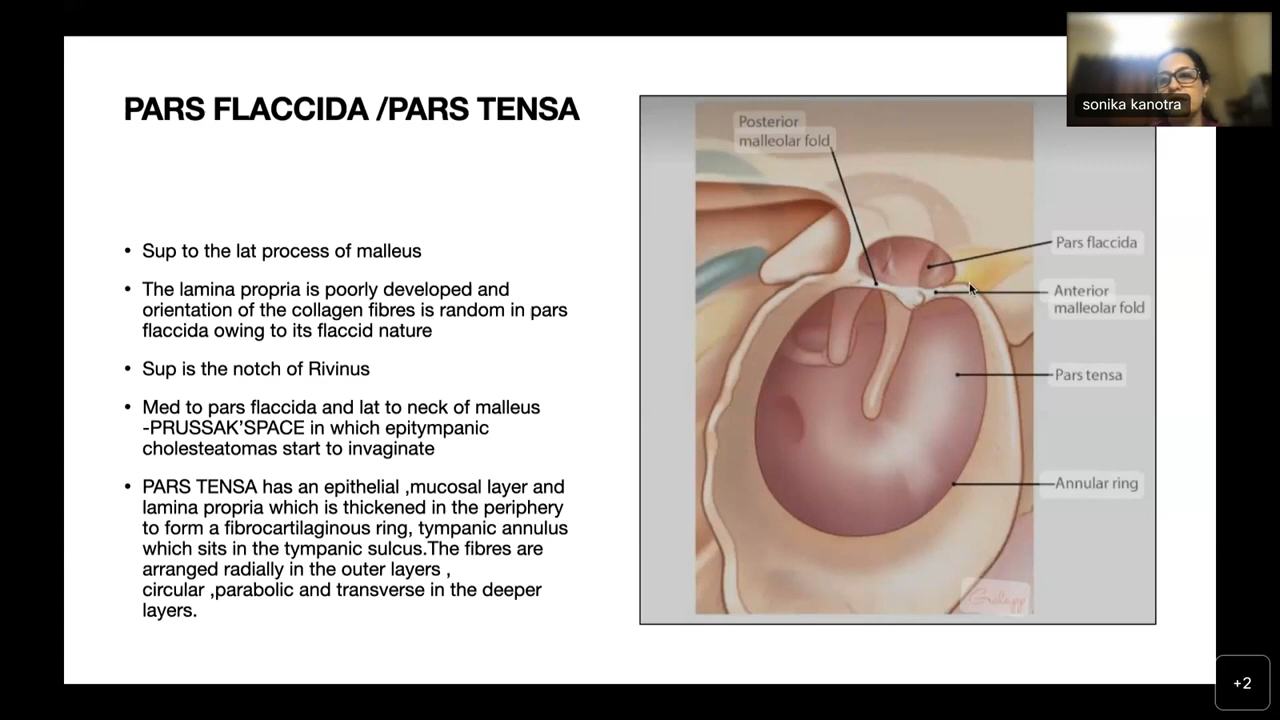 PARS FLACCIDA /PARS TENSA
• Sup to the lat process of malleus
• The lamina propria is poorly developed and
orientation of the collagen fibres is random in pars
flaccida owing to its flaccid nature
• Sup is the notch of Rivinus
• Med to pars flaccida and lat to neck of malleus
-PRUSSAK’SPACE in which epitympanic
cholesteatomas start to invaginate
• PARS TENSA has an epithelial ,mucosal layer and
lamina propria which is thickened in the periphery
to form a fibrocartilaginous ring, tympanic annulus
which sits in the tympanic sulcus.The fibres are
arranged radially in the outer layers ,
circular ,parabolic and transverse in the deeper
layers.
Posterior
malleolar fold
Pars flaccida
Anterior
malleolar fold
Pars tensa
Annular ring
sonika kanotra
+2